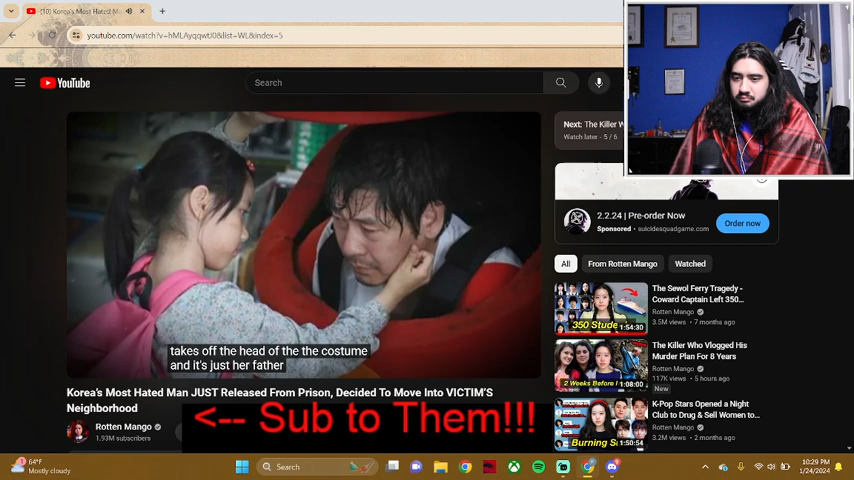 (10) Korea's Most Hated M
youtube.com/watch?v=hMLAyqqwtJ0&list=WL&index=5
YouTube
Search
Next: The Killer W
Watch later • 5 / 6
2.2.24 | Pre-order Now
Sponsored • suicidesquadgame.com
Order now
All
From Rotten Mango
Watched
takes off the head of the the costume
and it's just her father
Korea's Most Hated Man JUST Released From Prison, Decided To Move Into VICTIM'S
Neighborhood
Rotten Mango
1.93M subscribers
<-- Sub to Them!!!
350 Stude
1:54:30
The Sewol Ferry Tragedy -
Coward Captain Left 350...
Rotten Mango
3.5M views • 7 months ago
2 Weeks Before
1:08:00
The Killer Who Vlogged His
Murder Plan For 8 Years
Rotten Mango
117K views • 5 hours ago
New
Burning S
1:50:54
K-Pop Stars Opened a Night
Club to Drug & Sell Women to...
Rotten Mango
3.2M views • 2 months ago
64°F
Mostly cloudy
Search
10:29 PM
1/24/2024